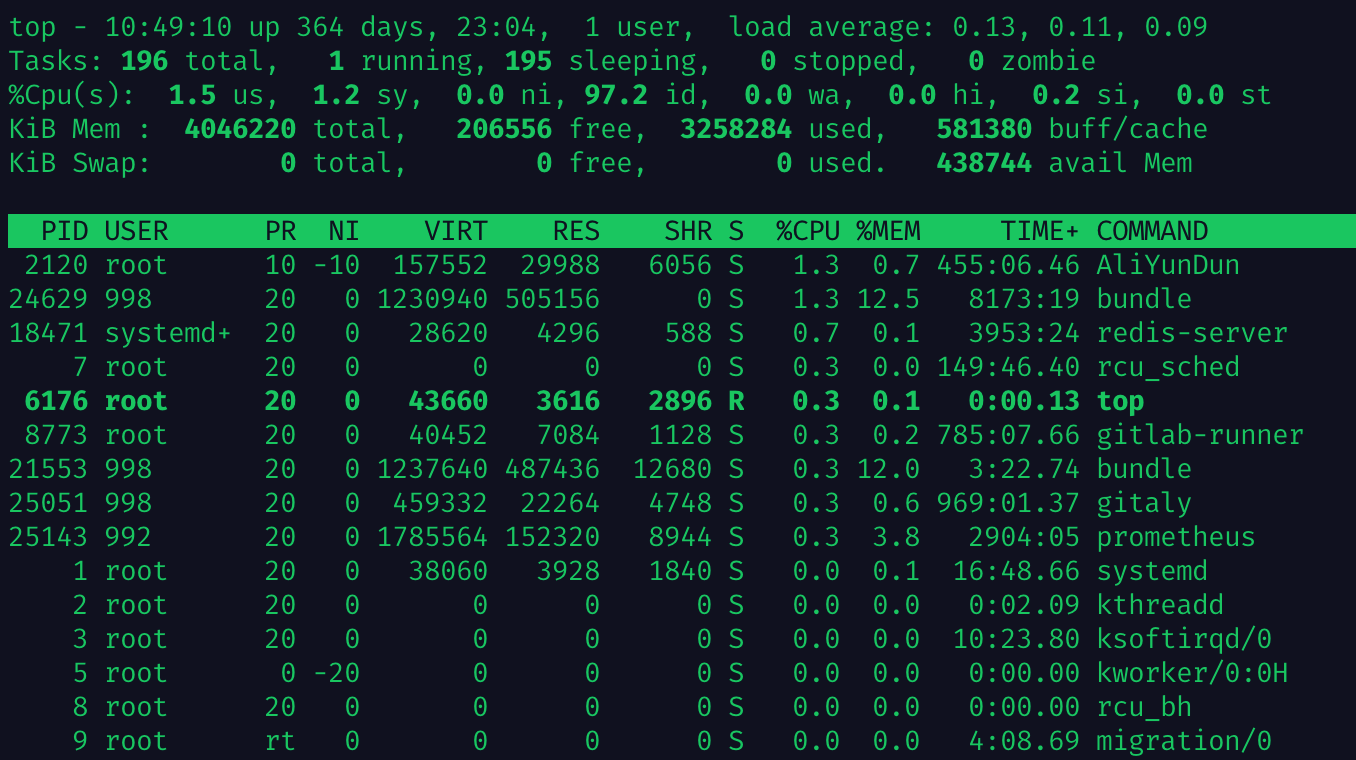 top - 10:49:10 up 364 days, 23:04,  1 user,  load average: 0.13, 0.11, 0.09
Tasks: 196 total,   1 running, 195 sleeping,   0 stopped,   0 zombie
%Cpu(s):  1.5 us,  1.2 sy,  0.0 ni, 97.2 id,  0.0 wa,  0.0 hi,  0.2 si,  0.0 st
KiB Mem :  4046220 total,   206556 free,  3258284 used,   581380 buff/cache
KiB Swap:        0 total,        0 free,        0 used.   438744 avail Mem
  PID USER      PR  NI    VIRT    RES    SHR S  %CPU %MEM     TIME+ COMMAND
 2120 root      10 -10  157552  29988   6056 S   1.3  0.7 455:06.46 AliYunDun
24629 998       20   0 1230940 505156      0 S   1.3 12.5   8173:19 bundle
18471 systemd+  20   0   28620   4296    588 S   0.7  0.1   3953:24 redis-server
    7 root      20   0       0      0      0 S   0.3  0.0 149:46.40 rcu_sched
 6176 root      20   0   43660   3616   2896 R   0.3  0.1   0:00.13 top
 8773 root      20   0   40452   7084   1128 S   0.3  0.2 785:07.66 gitlab-runner
21553 998       20   0 1237640 487436  12680 S   0.3 12.0   3:22.74 bundle
25051 998       20   0  459332  22264   4748 S   0.3  0.6 969:01.37 gitaly
25143 992       20   0 1785564 152320   8944 S   0.3  3.8   2904:05 prometheus
    1 root      20   0   38060   3928   1840 S   0.0  0.1  16:48.66 systemd
    2 root      20   0       0      0      0 S   0.0  0.0   0:02.09 kthreadd
    3 root      20   0       0      0      0 S   0.0  0.0  10:23.80 ksoftirqd/0
    5 root       0 -20       0      0      0 S   0.0  0.0   0:00.00 kworker/0:0H
    8 root      20   0       0      0      0 S   0.0  0.0   0:00.00 rcu_bh
    9 root      rt   0       0      0      0 S   0.0  0.0   4:08.69 migration/0